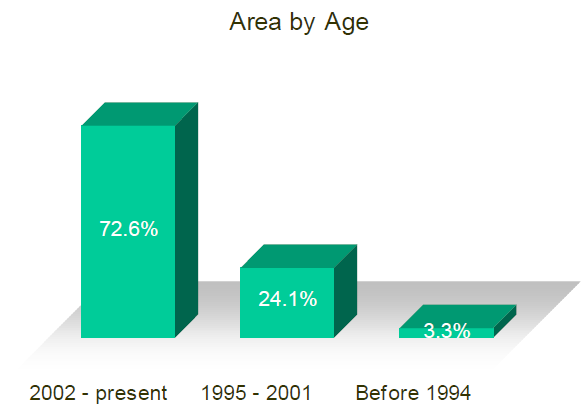 Area by Age
72.6%
24.1%
3.3%
2002 - present
1995 - 2001
Before 1994